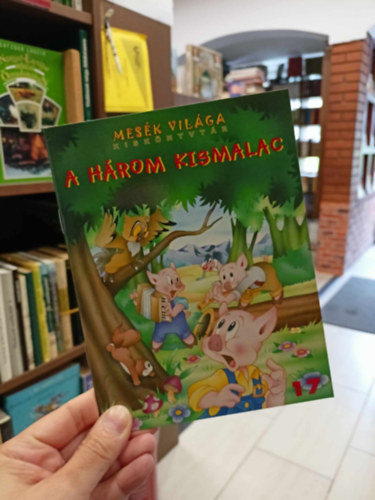 MESÉK VILÁGA
KISKÖNYVTÁR
A HÁROM KISMALAC
17